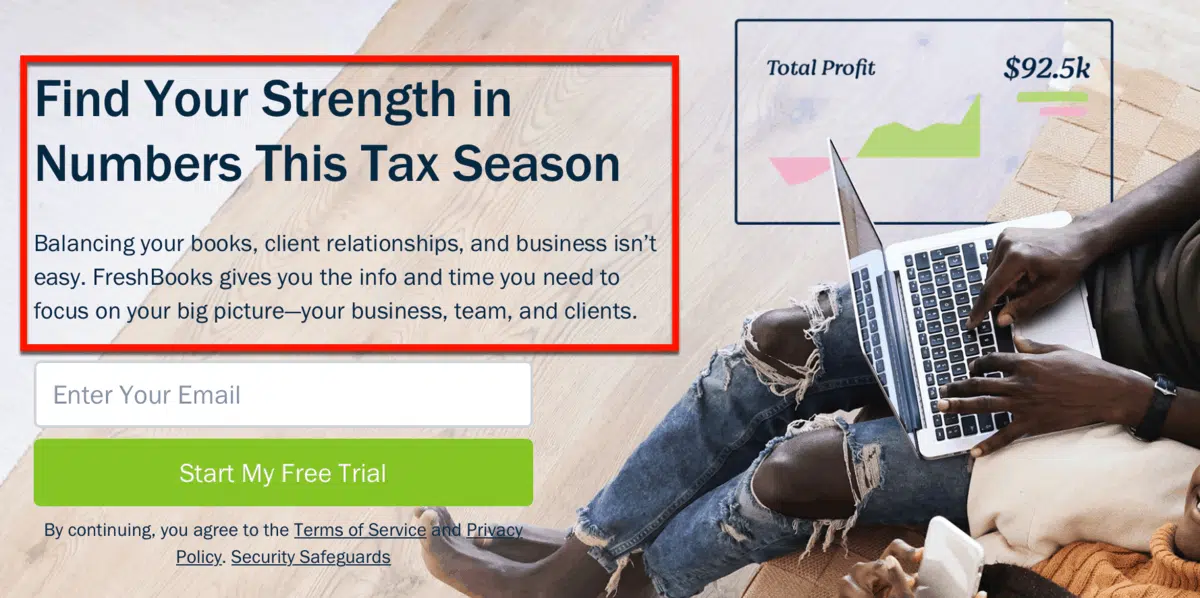 Find Your Strength in
Numbers This Tax Season
Balancing your books, client relationships, and business isn’t
easy. FreshBooks gives you the info and time you need to
focus on your big picture—your business, team, and clients.
Enter Your Email
Start My Free Trial
By continuing, you agree to the Terms of Service and Privacy
Policy. Security Safeguards
Total Profit
$92.5k